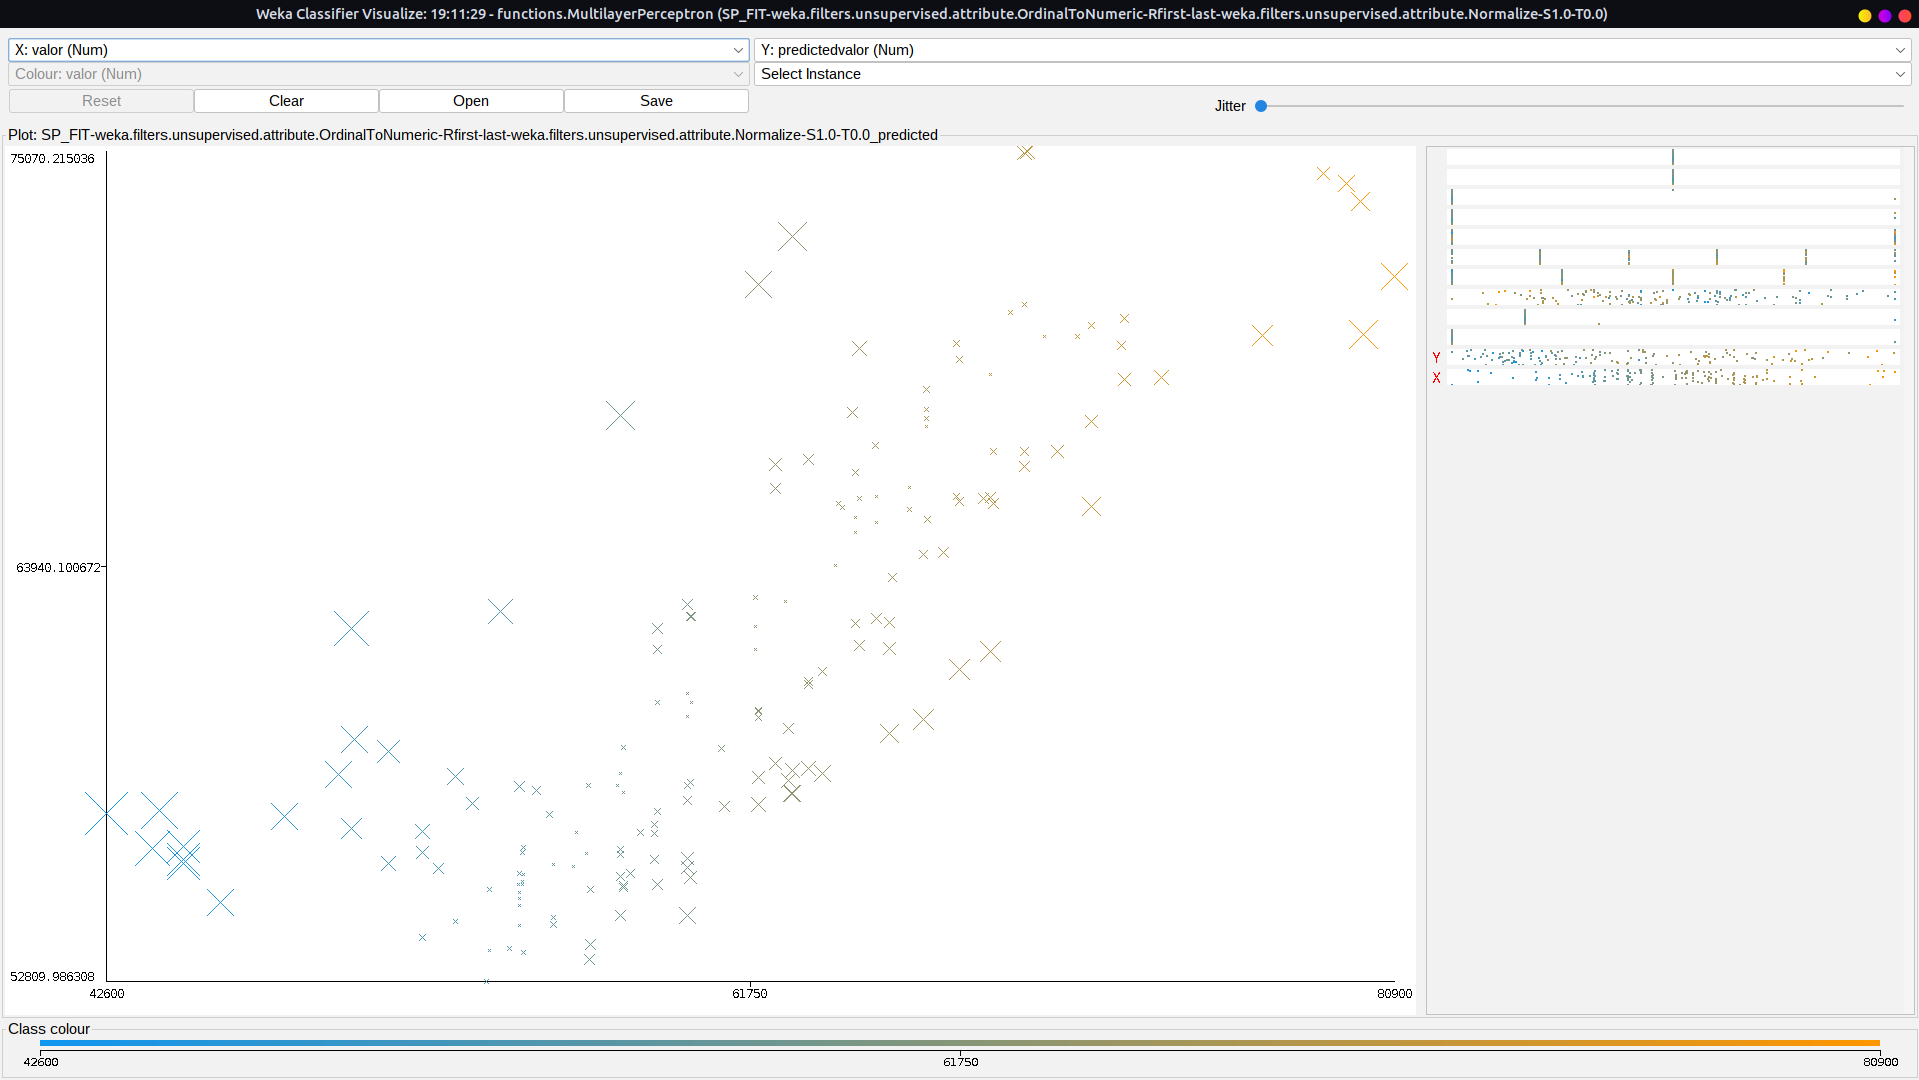 Weka Classifier Visualize: 19:11:29 - functions.MultilayerPerceptron (SP_FIT-weka.filters.unsupervised.attribute.OrdinalToNumeric-Rfirst-last-weka.filters.unsupervised.attribute.Normalize-S1.0-T0.0)
X: valor (Num)
Y: predictedvalor (Num)
Colour: valor (Num)
Select Instance
Reset
Clear
Open
Save
Jitter
Plot: SP_FIT-weka.filters.unsupervised.attribute.OrdinalToNumeric-Rfirst-last-weka.filters.unsupervised.attribute.Normalize-S1.0-T0.0_predicted
75070.215036
63940.100672
52809.986308
42600
61750
80900
Y
X
Class colour
42600
61750
80900